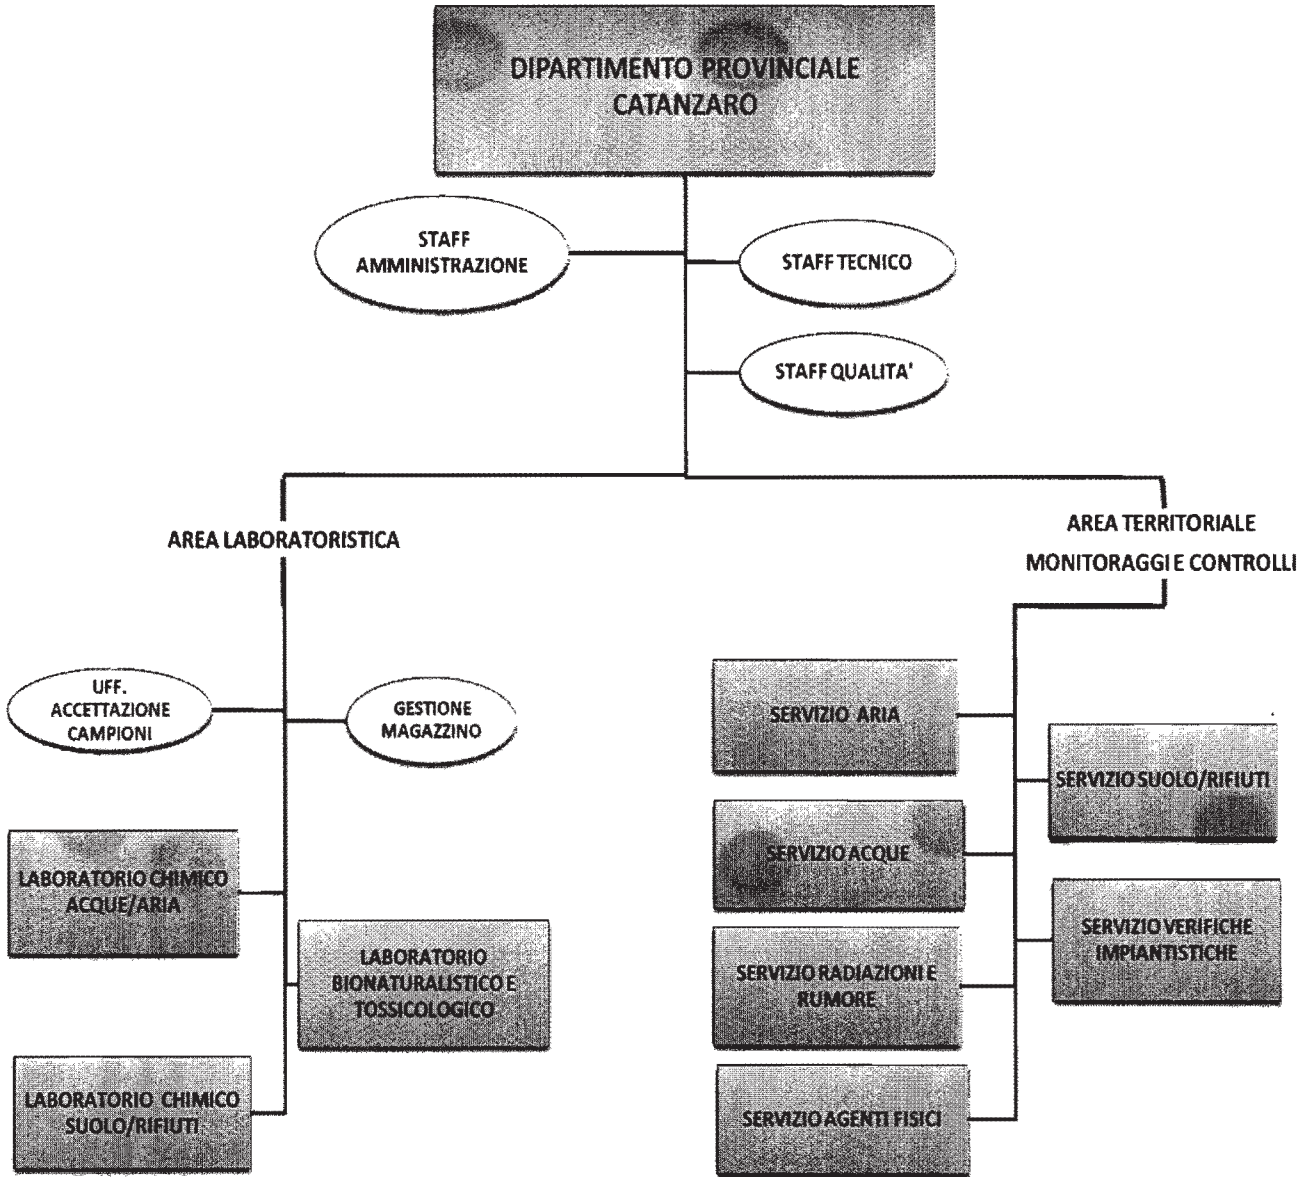 DIPARTIMENTO PROVINCIALE
CATANZARO
STAFF
AMMINISTRAZIONE
STAFF TECNICO
STAFF QUALITA'
AREA LABORATORISTICA
AREA TERRITORIALE
MONITORAGGI E CONTROLLI
UFF.
ACCETTAZIONE
CAMPIONI
GESTIONE
MAGAZZINO
LABORATORIO CHIMICO
ACQUE/ARIA
LABORATORIO
BIONATURALISTICO E
TOSSICOLOGICO
LABORATORIO CHIMICO
SUOLO/RIFIUTI
SERVIZIO ARIA
SERVIZIO SUOLO/RIFIUTI
SERVIZIO ACQUE
SERVIZIO VERIFICHE
IMPIANTISTICHE
SERVIZIO RADIAZIONI E
RUMORE
SERVIZIO AGENTI FISICI